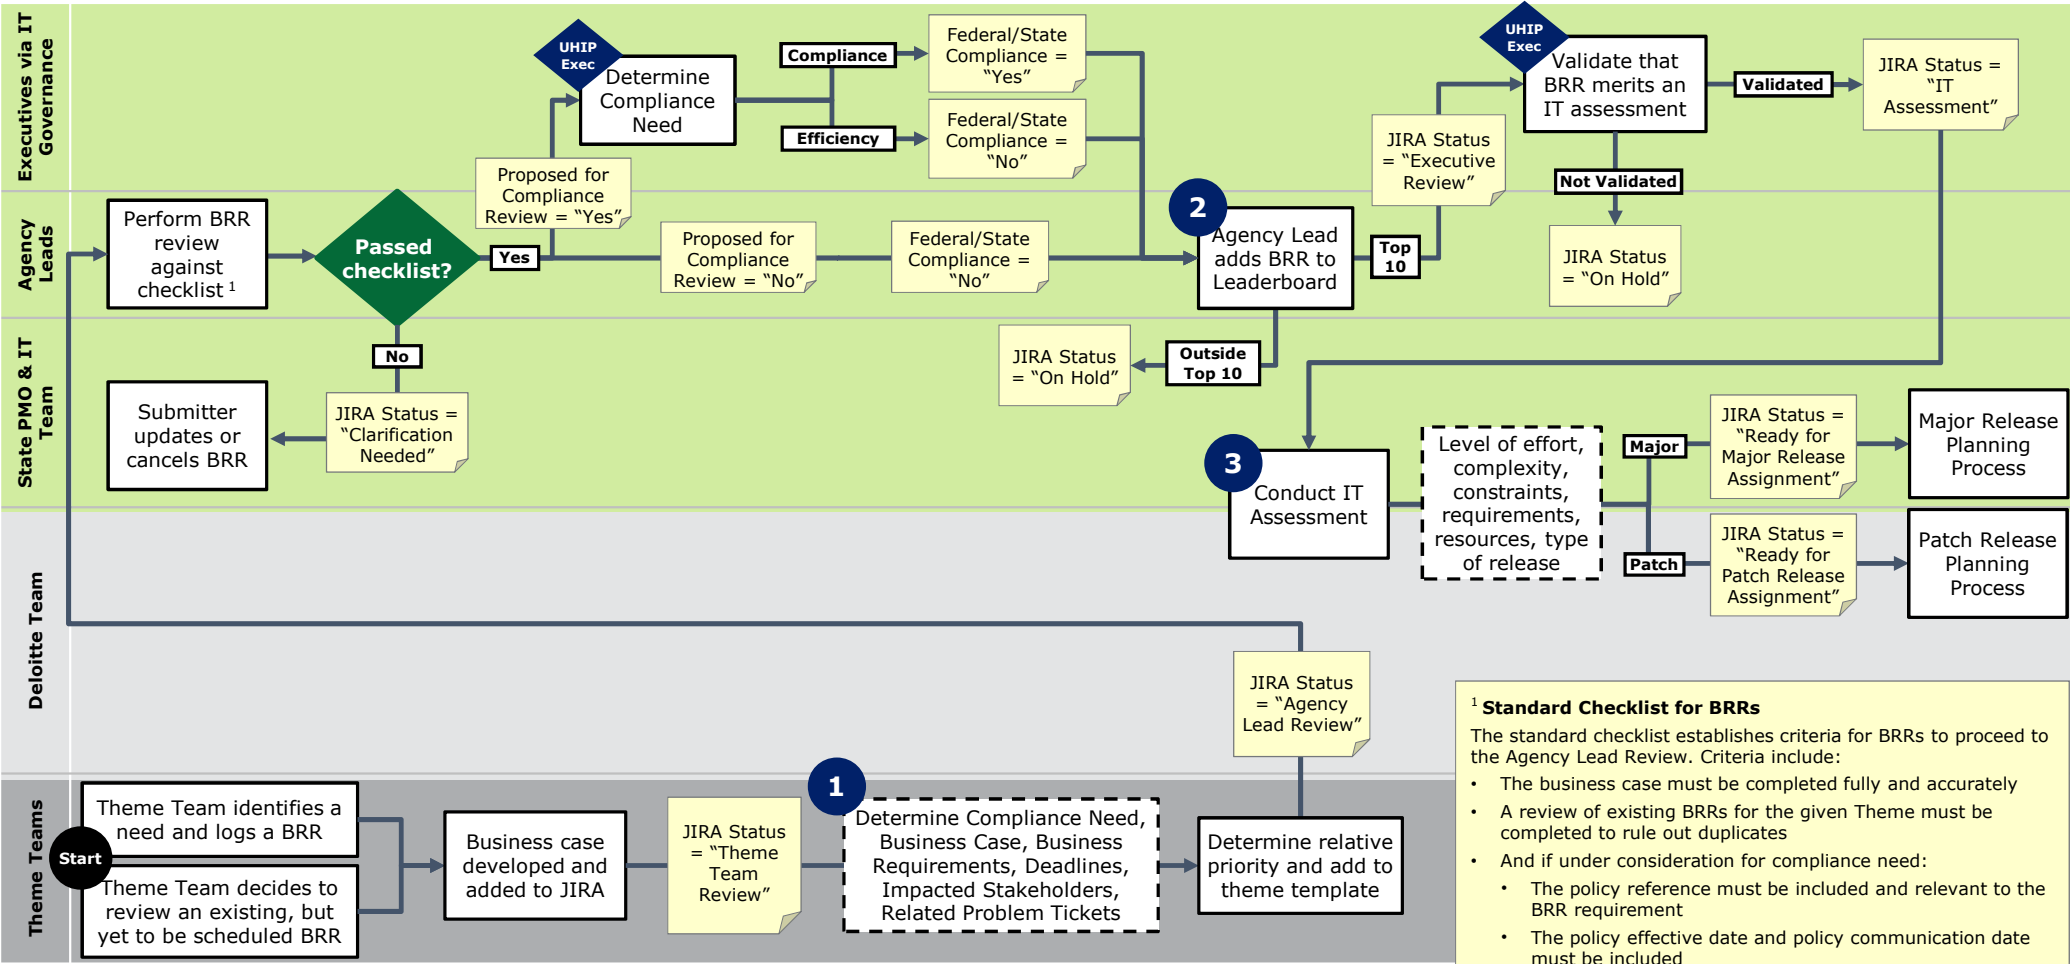 Executives via IT
Governance
UHIP
Exec
Determine
Compliance
Need
Compliance
Efficiency
Federal/State
Compliance =
“Yes”
Federal/State
Compliance =
“No”
UHIP
Exec
Validate that
BRR merits an
IT assessment
Validated
JIRA Status =
“IT
Assessment”
JIRA Status
= “Executive
Review”
Not Validated
Proposed for
Compliance
Review = “Yes”
Agency
Leads
Perform BRR
review
against
checklist 1
Passed
checklist?
Yes
Proposed for
Compliance
Review = “No”
Federal/State
Compliance =
“No”
2
Agency Lead
adds BRR to
Leaderboard
Top
10
JIRA Status
= “On Hold”
State PMO & IT
Team
No
Submitter
updates or
cancels BRR
JIRA Status =
“Clarification
Needed”
JIRA Status
= “On Hold”
Outside
Top 10
3
Conduct IT
Assessment
Level of effort,
complexity,
constraints,
requirements,
resources, type
of release
Major
JIRA Status =
“Ready for
Major Release
Assignment”
Major Release
Planning
Process
Patch
JIRA Status =
“Ready for
Patch Release
Assignment”
Patch Release
Planning
Process
Deloitte Team
JIRA Status
= “Agency
Lead Review”
Theme Teams
Start
Theme Team identifies a
need and logs a BRR
Theme Team decides to
review an existing, but
yet to be scheduled BRR
Business case
developed and
added to JIRA
JIRA Status
= “Theme
Team
Review”
1
Determine Compliance Need,
Business Case, Business
Requirements, Deadlines,
Impacted Stakeholders,
Related Problem Tickets
Determine relative
priority and add to
theme template
1 Standard Checklist for BRRs
The standard checklist establishes criteria for BRRs to proceed to
the Agency Lead Review. Criteria include:
• The business case must be completed fully and accurately
• A review of existing BRRs for the given Theme must be
completed to rule out duplicates
• And if under consideration for compliance need:
• The policy reference must be included and relevant to the
BRR requirement
• The policy effective date and policy communication date
must be included